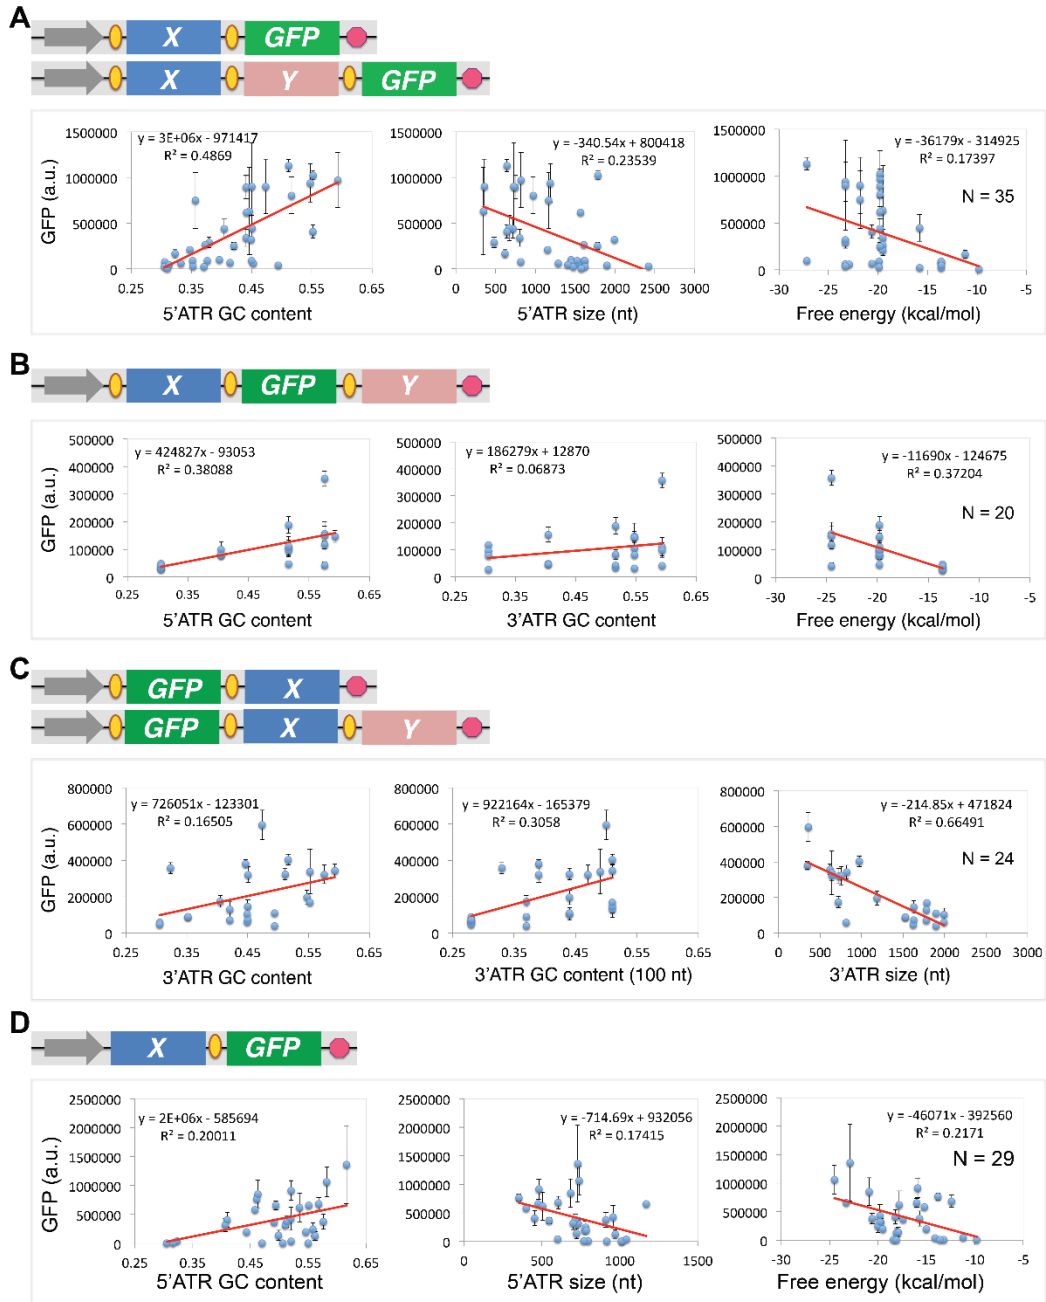 A
X GFP
X Y GFP
y = 3E+06x - 971417
R² = 0.4869
GFP (a.u.)
1500000
1000000
500000
0
0.25 0.35 0.45 0.55 0.65
5'ATR GC content
y = -340.54x + 800418
R² = 0.23539
1500000
1000000
500000
0
0 500 1000 1500 2000 2500 3000
5'ATR size (nt)
y = -36179x - 314925
R² = 0.17397
N = 35
1500000
1000000
500000
0
-30 -25 -20 -15 -10 -5
Free energy (kcal/mol)
B
X GFP Y
y = 424827x - 93053
R² = 0.38088
GFP (a.u.)
500000
400000
300000
200000
100000
0
0.25 0.35 0.45 0.55 0.65
5'ATR GC content
y = 186279x + 12870
R² = 0.06873
500000
400000
300000
200000
100000
0
0.25 0.35 0.45 0.55 0.65
3'ATR GC content
y = -11690x - 124675
R² = 0.37204
N = 20
500000
400000
300000
200000
100000
0
-30 -25 -20 -15 -10 -5
Free energy (kcal/mol)
C
GFP X
GFP X Y
y = 726051x - 123301
R² = 0.16505
GFP (a.u.)
800000
600000
400000
200000
0
0.25 0.35 0.45 0.55 0.65
3'ATR GC content
y = 922164x - 165379
R² = 0.3058
800000
600000
400000
200000
0
0.25 0.35 0.45 0.55
3'ATR GC content (100 nt)
y = -214.85x + 471824
R² = 0.66491
N = 24
800000
600000
400000
200000
0
0 500 1000 1500 2000 2500 3000
3'ATR size (nt)
D
X GFP
y = 2E+06x - 585694
R² = 0.20011
GFP (a.u.)
2500000
2000000
1500000
1000000
500000
0
0.25 0.35 0.45 0.55 0.65
5'ATR GC content
y = -714.69x + 932056
R² = 0.17415
2500000
2000000
1500000
1000000
500000
0
0 500 1000 1500
5'ATR size (nt)
y = -46071x - 392560
R² = 0.2171
N = 29
2500000
2000000
1500000
1000000
500000
0
-30 -25 -20 -15 -10 -5
Free energy (kcal/mol)